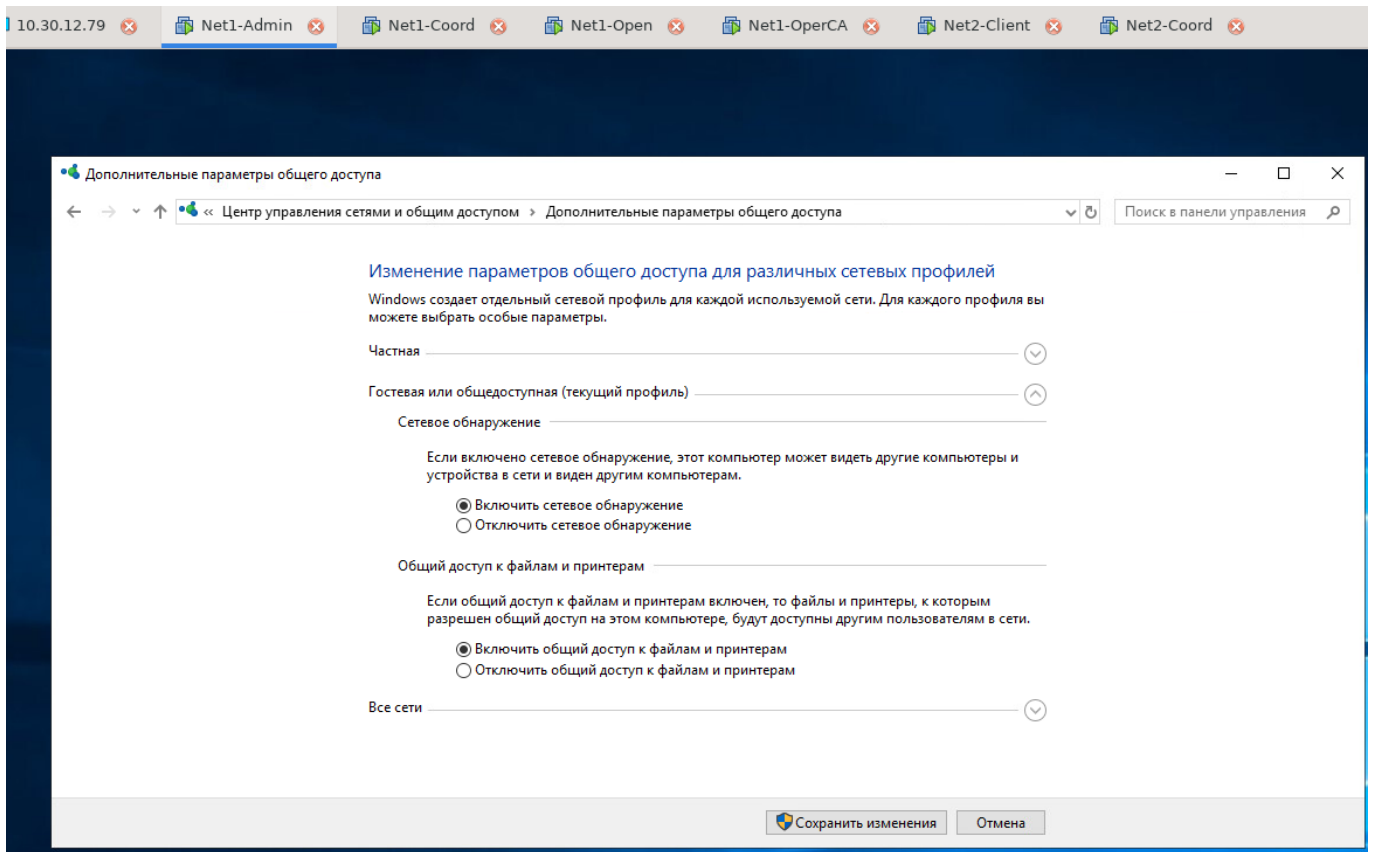 10.30.12.79 Net1-Admin Net1-Coord Net1-Open Net1-OperCA Net2-Client Net2-Coord
Дополнительные параметры общего доступа
« Центр управления сетями и общим доступом › Дополнительные параметры общего доступа Поиск в панели управления
Изменение параметров общего доступа для различных сетевых профилей
Windows создает отдельный сетевой профиль для каждой используемой сети. Для каждого профиля вы
можете выбрать особые параметры.
Частная
Гостевая или общедоступная (текущий профиль)
Сетевое обнаружение
Если включено сетевое обнаружение, этот компьютер может видеть другие компьютеры и
устройства в сети и виден другим компьютерам.
Включить сетевое обнаружение
Отключить сетевое обнаружение
Общий доступ к файлам и принтерам
Если общий доступ к файлам и принтерам включен, то файлы и принтеры, к которым
разрешен общий доступ на этом компьютере, будут доступны другим пользователям в сети.
Включить общий доступ к файлам и принтерам
Отключить общий доступ к файлам и принтерам
Все сети
Сохранить изменения Отмена